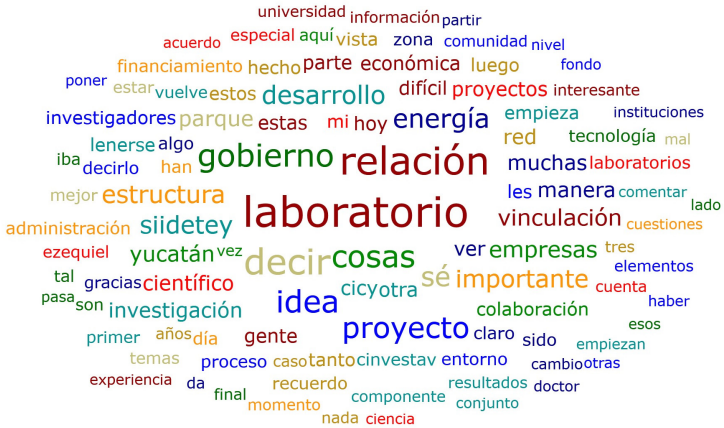 universidad información partir
acuerdo especial aquí vista zona comunidad nivel
financiamiento hecho parte económica luego fondo
poner estar vuelve estos desarrollo difícil proyectos interesante
investigadores parque estas mi hoy energía empieza instituciones
lenerse algo gobierno relación red tecnología mal
iba decirlo han muchas laboratorios
mejor estructura laboratorio les manera comentar lado
administración siidetey vinculación cuestiones
ezequiel yucatán vez decir cosas sé ver empresas tres
tal gracias científico cicy otra importante cuenta elementos
pasa son investigación idea colaboración haber
primer años día gente proyecto claro sido esos empiezan
temas proceso caso tanto cinvestav entorno cambio otras
experiencia da final recuerdo componente resultados doctor
momento nada ciencia conjunto